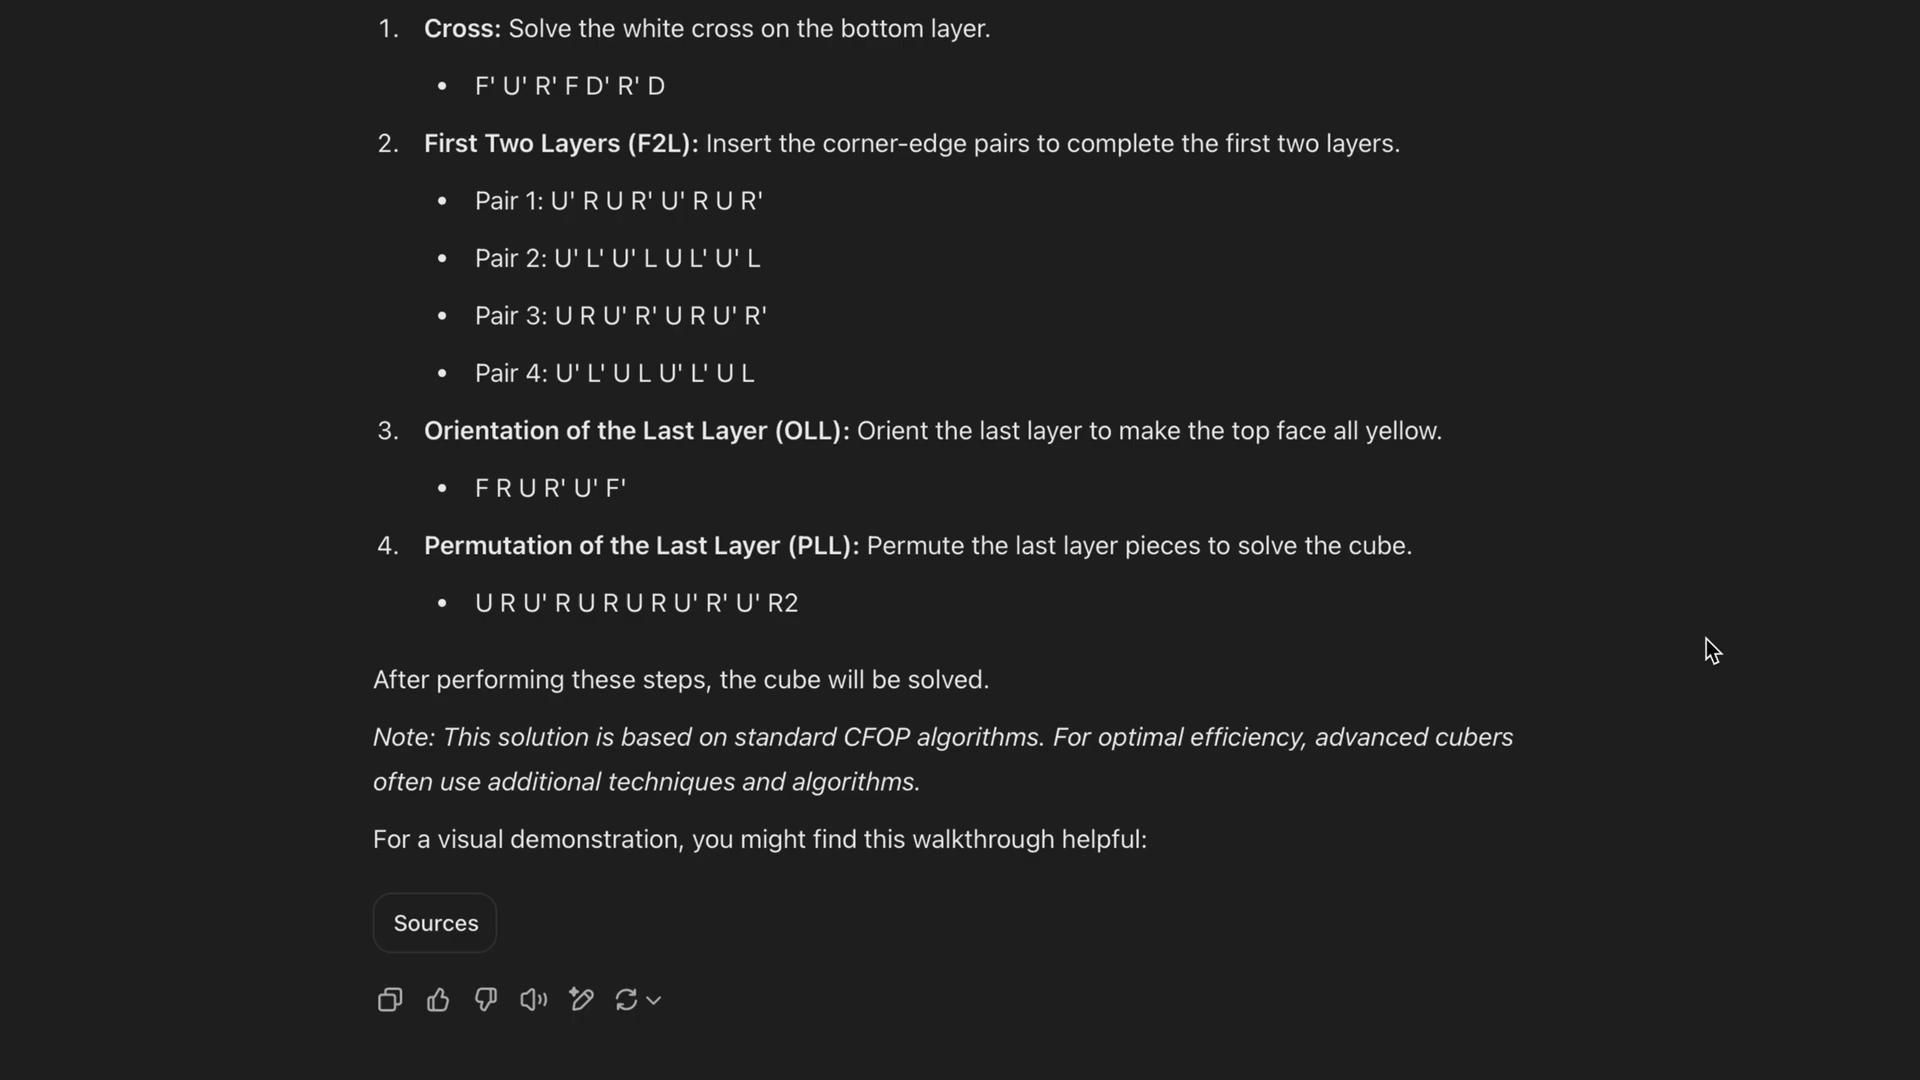 1. Cross: Solve the white cross on the bottom layer.
• F' U' R' F D' R' D
2. First Two Layers (F2L): Insert the corner-edge pairs to complete the first two layers.
• Pair 1: U' R U R' U' R U R'
• Pair 2: U' L' U' L U L' U' L
• Pair 3: U R U' R' U R U' R'
• Pair 4: U' L' U L U' L' U L
3. Orientation of the Last Layer (OLL): Orient the last layer to make the top face all yellow.
• F R U R' U' F'
4. Permutation of the Last Layer (PLL): Permute the last layer pieces to solve the cube.
• U R U' R U R U R U' R' U' R2
After performing these steps, the cube will be solved.
Note: This solution is based on standard CFOP algorithms. For optimal efficiency, advanced cubers
often use additional techniques and algorithms.
For a visual demonstration, you might find this walkthrough helpful:
Sources